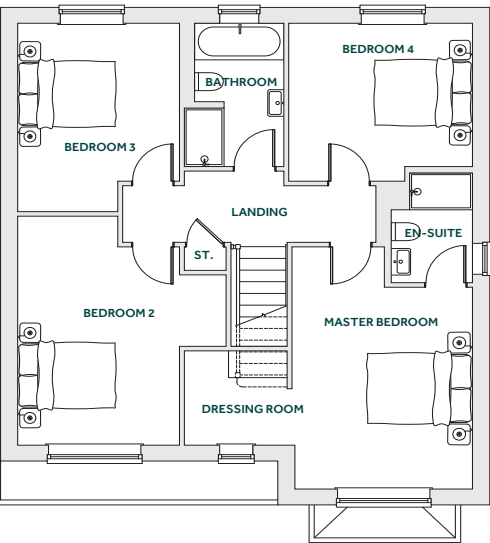 BEDROOM 4
BATHROOM
BEDROOM 3
LANDING
EN-SUITE
ST.
BEDROOM 2
MASTER BEDROOM
DRESSING ROOM